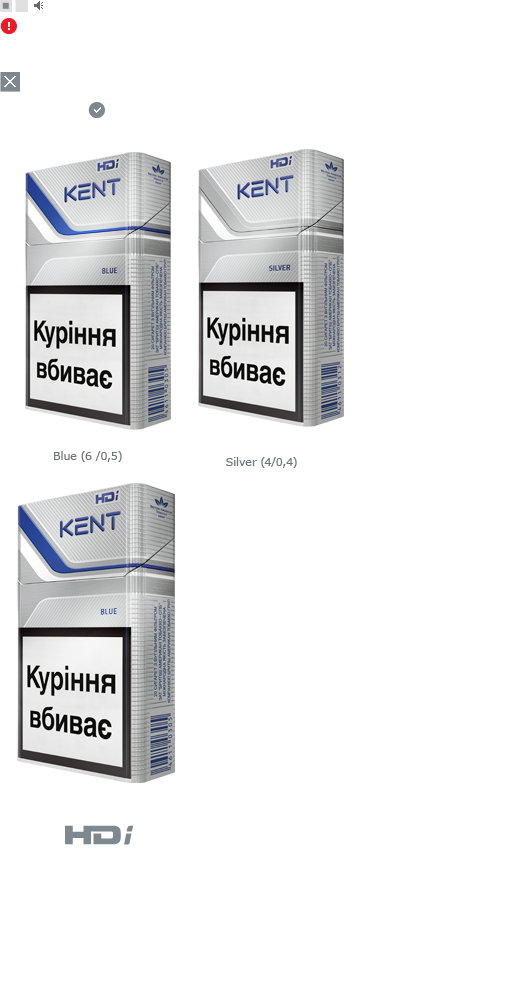 HDi
KENT
BLUE
Куріння
вбиває
HDi
KENT
SILVER
Куріння
вбиває
Blue (6 /0,5)
Silver (4/0,4)
HDi
KENT
BLUE
Куріння
вбиває
HDi